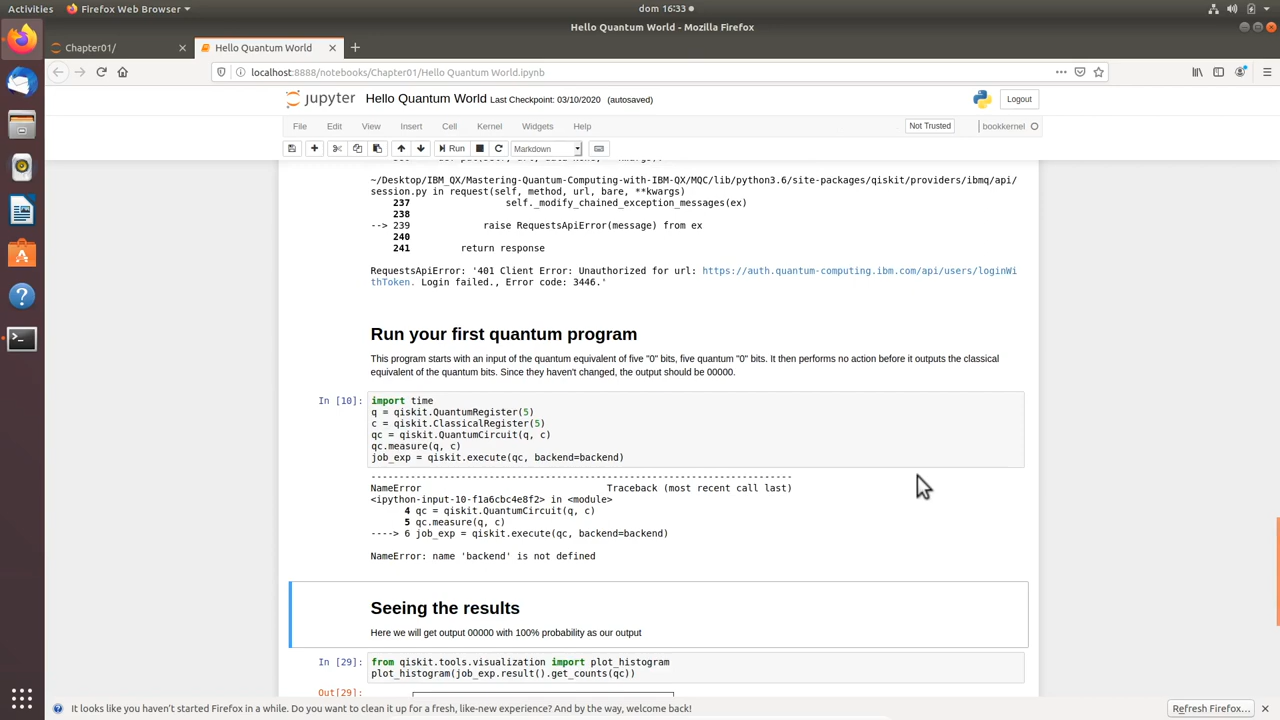 Activities Firefox Web Browser dom 16:33
Hello Quantum World - Mozilla Firefox
Chapter01/ Hello Quantum World
localhost:8888/notebooks/Chapter01/Hello Quantum World.ipynb
jupyter Hello Quantum World Last Checkpoint: 03/10/2020 (autosaved) Logout
File Edit View Insert Cell Kernel Widgets Help Not Trusted bookkernel
Run Markdown
~/Desktop/IBM_QX/Mastering-Quantum-Computing-with-IBM-QX/MQC/lib/python3.6/site-packages/qiskit/providers/ibmq/api/
session.py in request(self, method, url, bare, **kwargs)
237 self._modify_chained_exception_messages(ex)
238
--> 239 raise RequestsApiError(message) from ex
240
241 return response
RequestsApiError: '401 Client Error: Unauthorized for url: https://auth.quantum-computing.ibm.com/api/users/loginWi
thToken. Login failed., Error code: 3446.'
Run your first quantum program
This program starts with an input of the quantum equivalent of five "0" bits, five quantum "0" bits. It then performs no action before it outputs the classical
equivalent of the quantum bits. Since they haven't changed, the output should be 00000.
In [10]: import time
q = qiskit.QuantumRegister(5)
c = qiskit.ClassicalRegister(5)
qc = qiskit.QuantumCircuit(q, c)
qc.measure(q, c)
job_exp = qiskit.execute(qc, backend=backend)
---------------------------------------------------------------------------
NameError Traceback (most recent call last)
<ipython-input-10-f1a6cbc4e8f2> in <module>
4 qc = qiskit.QuantumCircuit(q, c)
5 qc.measure(q, c)
----> 6 job_exp = qiskit.execute(qc, backend=backend)
NameError: name 'backend' is not defined
Seeing the results
Here we will get output 00000 with 100% probability as our output
In [29]: from qiskit.tools.visualization import plot_histogram
plot_histogram(job_exp.result().get_counts(qc))
Out[29]:
It looks like you haven't started Firefox in a while. Do you want to clean it up for a fresh, like-new experience? And by the way, welcome back! Refresh Firefox...